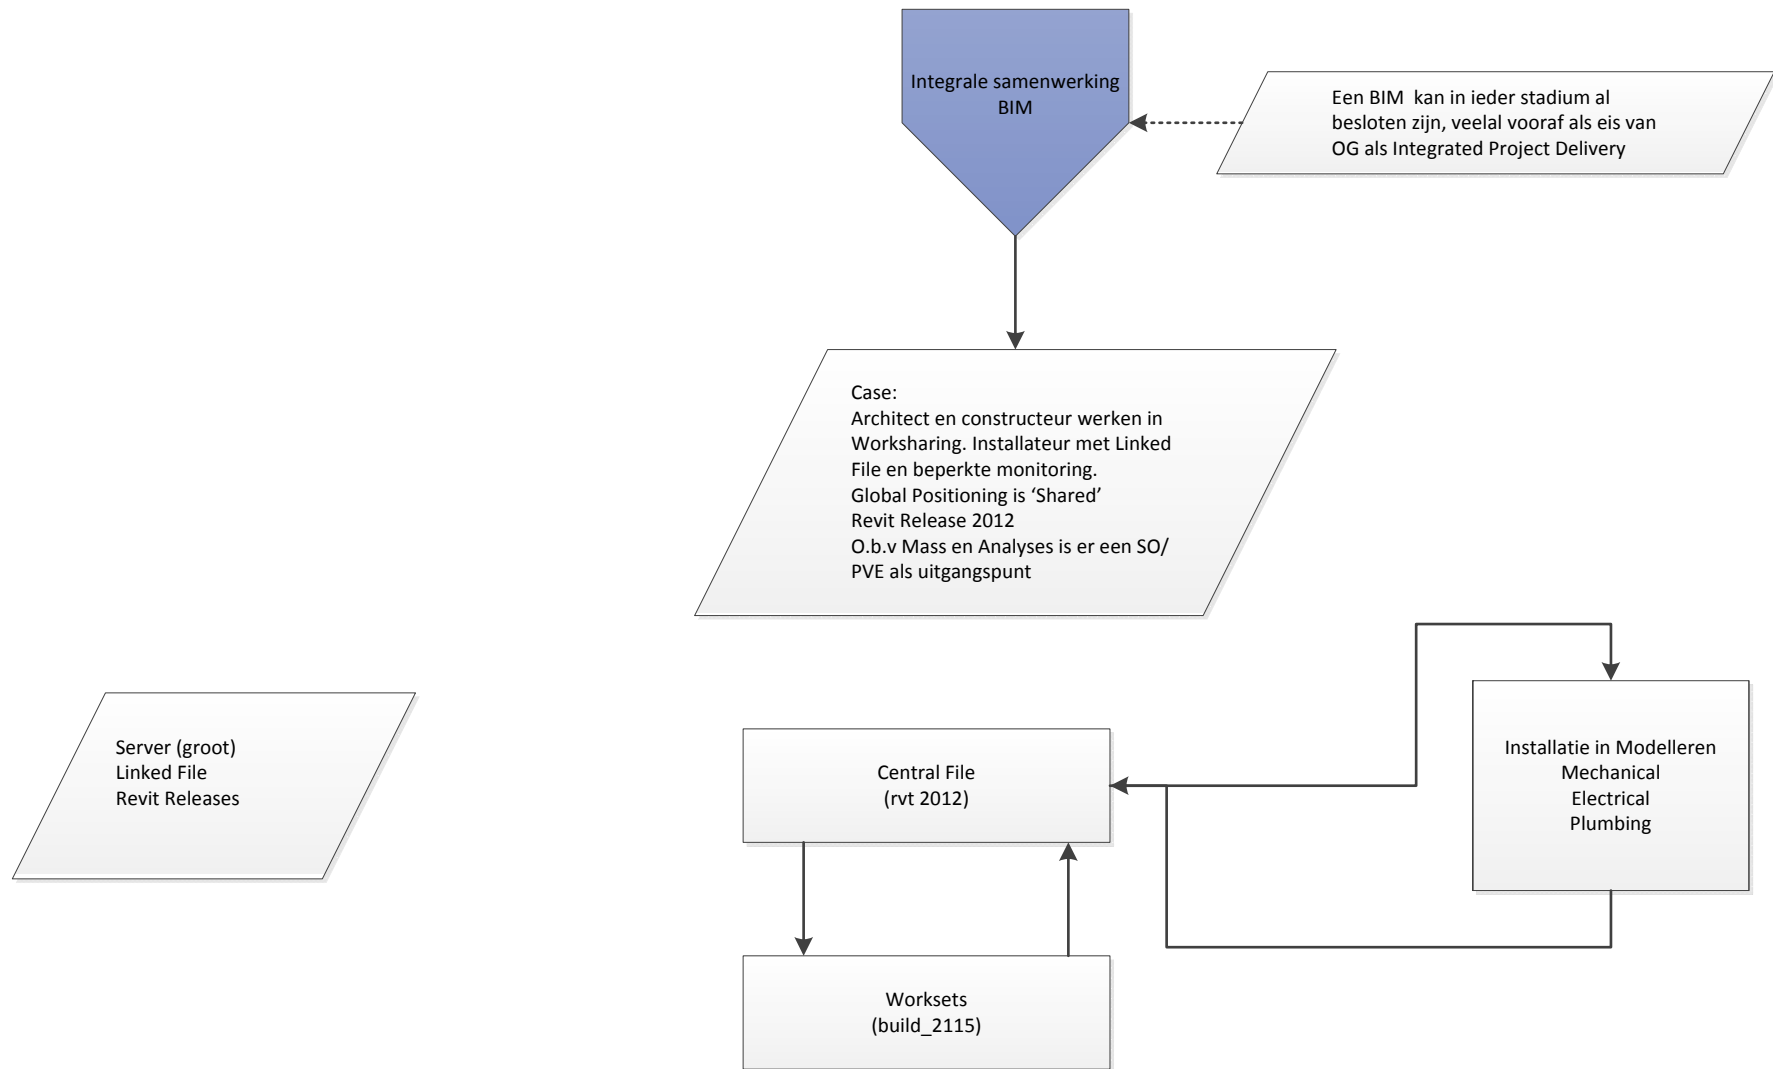 Integrale samenwerking
BIM
Een BIM  kan in ieder stadium al
besloten zijn, veelal vooraf als eis van
OG als Integrated Project Delivery
Case:
Architect en constructeur werken in
Worksharing. Installateur met Linked
File en beperkte monitoring.
Global Positioning is ‘Shared’
Revit Release 2012
O.b.v Mass en Analyses is er een SO/
PVE als uitgangspunt
Server (groot)
Linked File
Revit Releases
Central File
(rvt 2012)
Installatie in Modelleren
Mechanical
Electrical
Plumbing
Worksets
(build_2115)